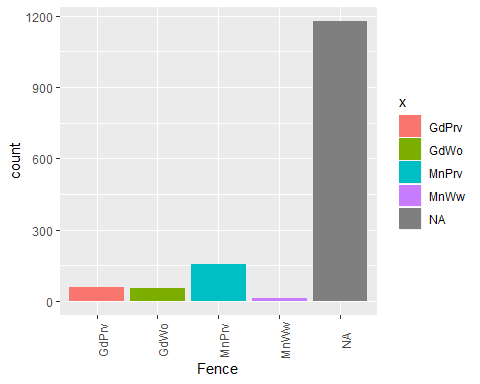 1200
900
600
300
0
count
GdPrv
GdWo
MnPrv
MnWw
NA
Fence
x
GdPrv
GdWo
MnPrv
MnWw
NA